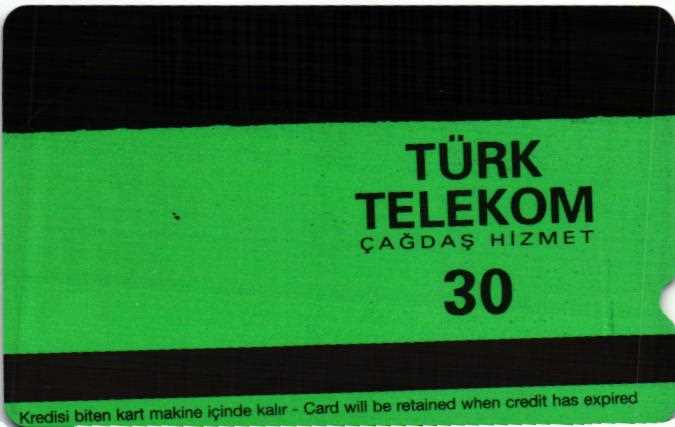 TÜRK
TELEKOM
ÇAĞDAŞ HİZMET
30
Kredisi biten kart makine içinde kalır - Card will be retained when credit has expired